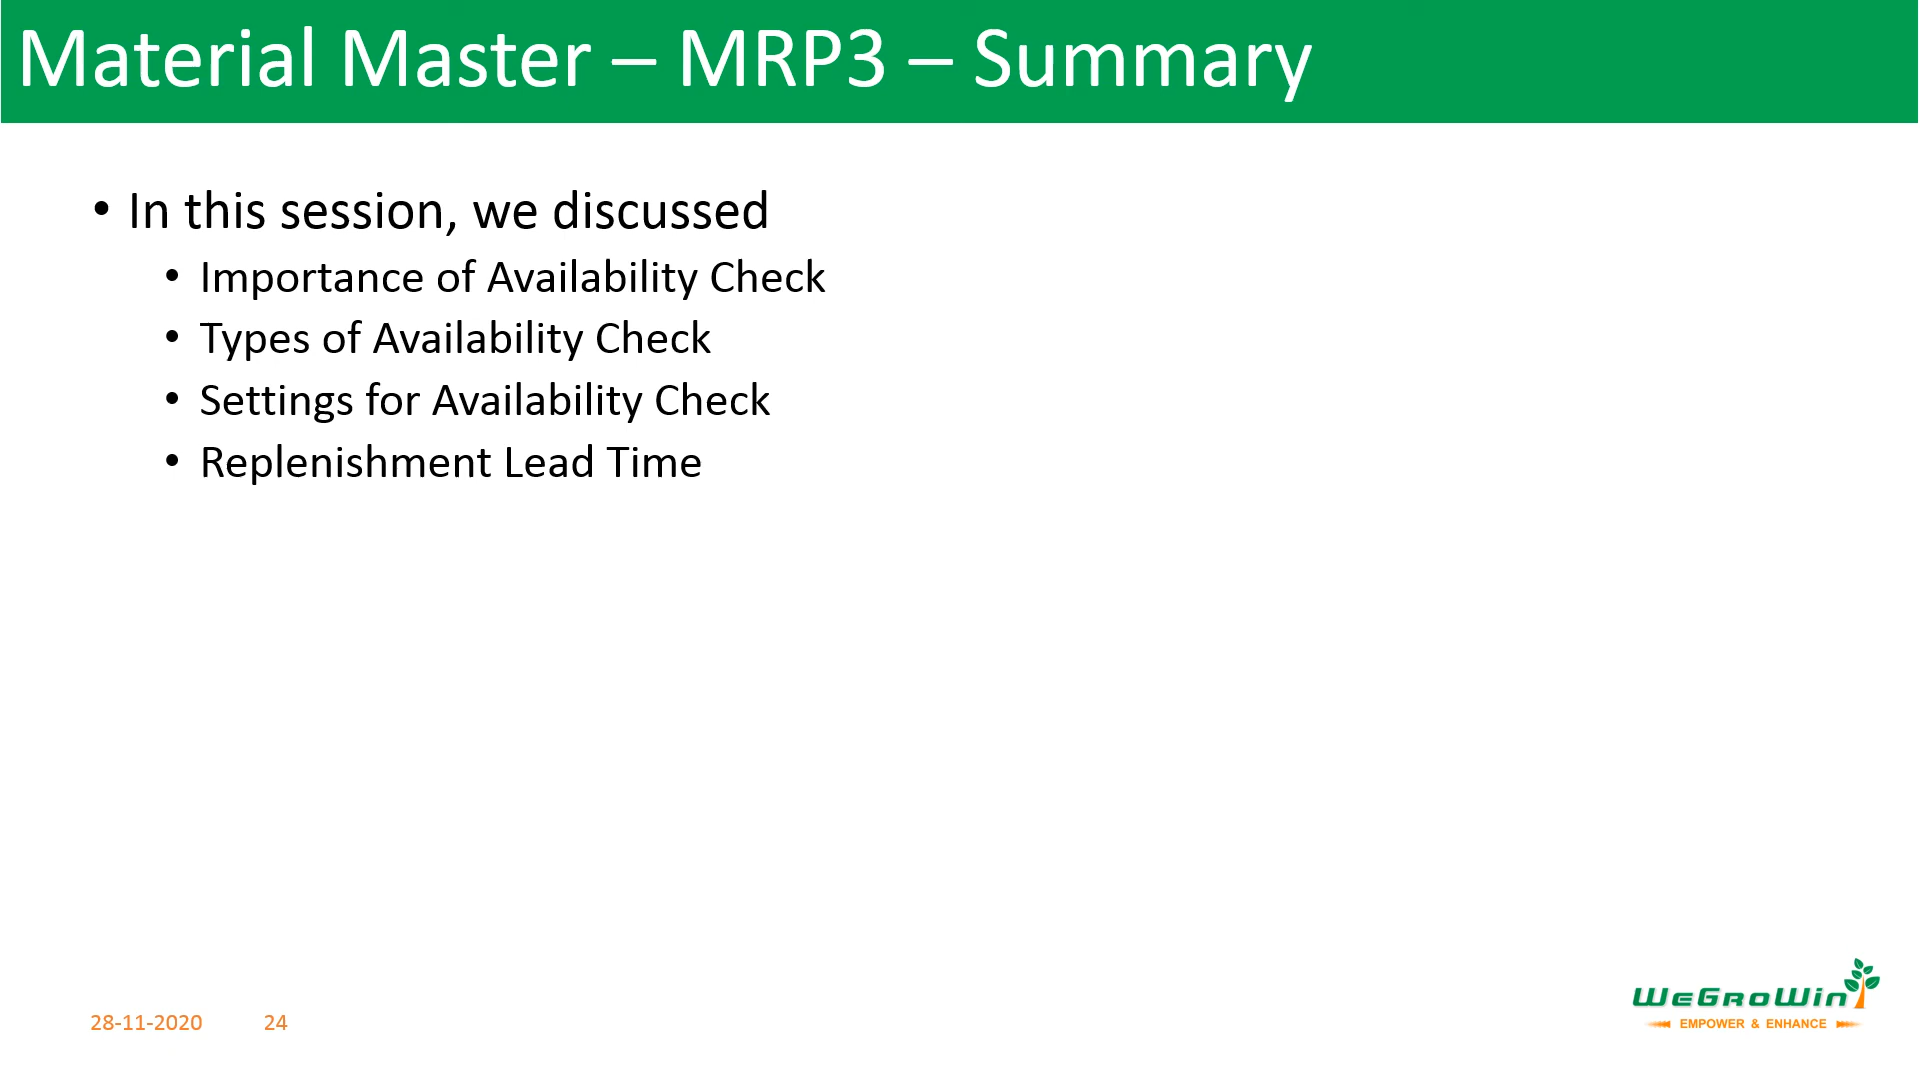 Material Master – MRP3 – Summary
• In this session, we discussed
• Importance of Availability Check
• Types of Availability Check
• Settings for Availability Check
• Replenishment Lead Time
28-11-2020 24
WeGroWin
EMPOWER & ENHANCE